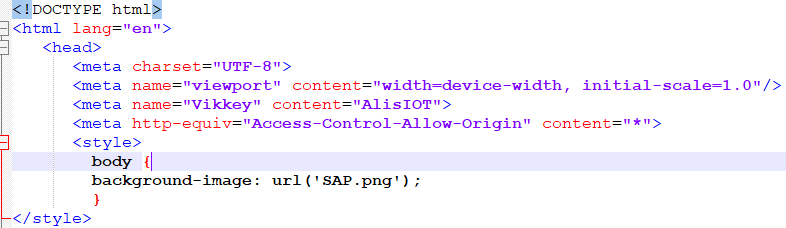 <!DOCTYPE html>
<html lang="en">
<head>
<meta charset="UTF-8">
<meta name="viewport" content="width=device-width, initial-scale=1.0"/>
<meta name="Vikkey" content="AlisIOT">
<meta http-equiv="Access-Control-Allow-Origin" content="*">
<style>
body {
background-image: url('SAP.png');
}
</style>